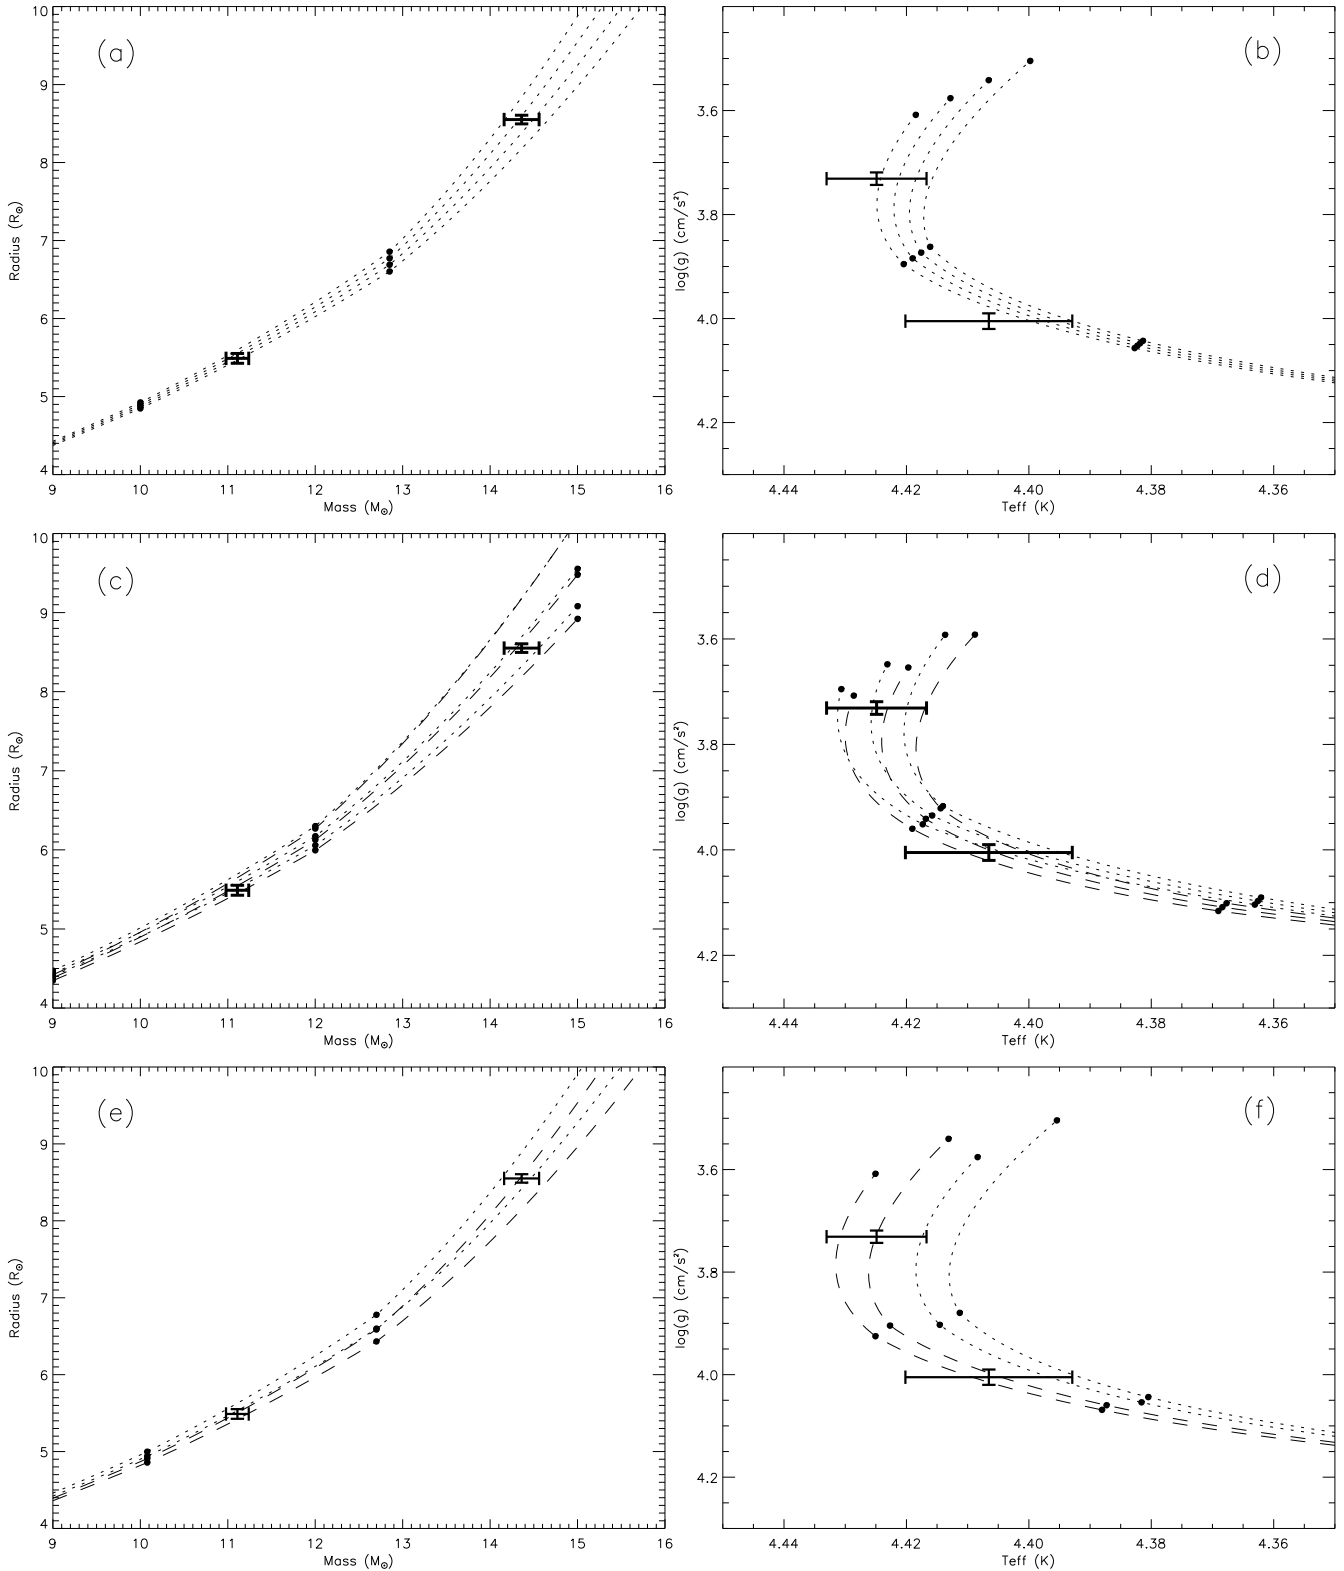 10
9
8
7
6
5
4
Radius (R⊙)
(a)
9 10 11 12 13 14 15 16
Mass (M⊙)
3.6
3.8
4.0
4.2
log(g) (cm/s²)
(b)
4.44 4.42 4.40 4.38 4.36
Teff (K)
10
9
8
7
6
5
4
Radius (R⊙)
(c)
9 10 11 12 13 14 15 16
Mass (M⊙)
3.6
3.8
4.0
4.2
log(g) (cm/s²)
(d)
4.44 4.42 4.40 4.38 4.36
Teff (K)
10
9
8
7
6
5
4
Radius (R⊙)
(e)
9 10 11 12 13 14 15 16
Mass (M⊙)
3.6
3.8
4.0
4.2
log(g) (cm/s²)
(f)
4.44 4.42 4.40 4.38 4.36
Teff (K)